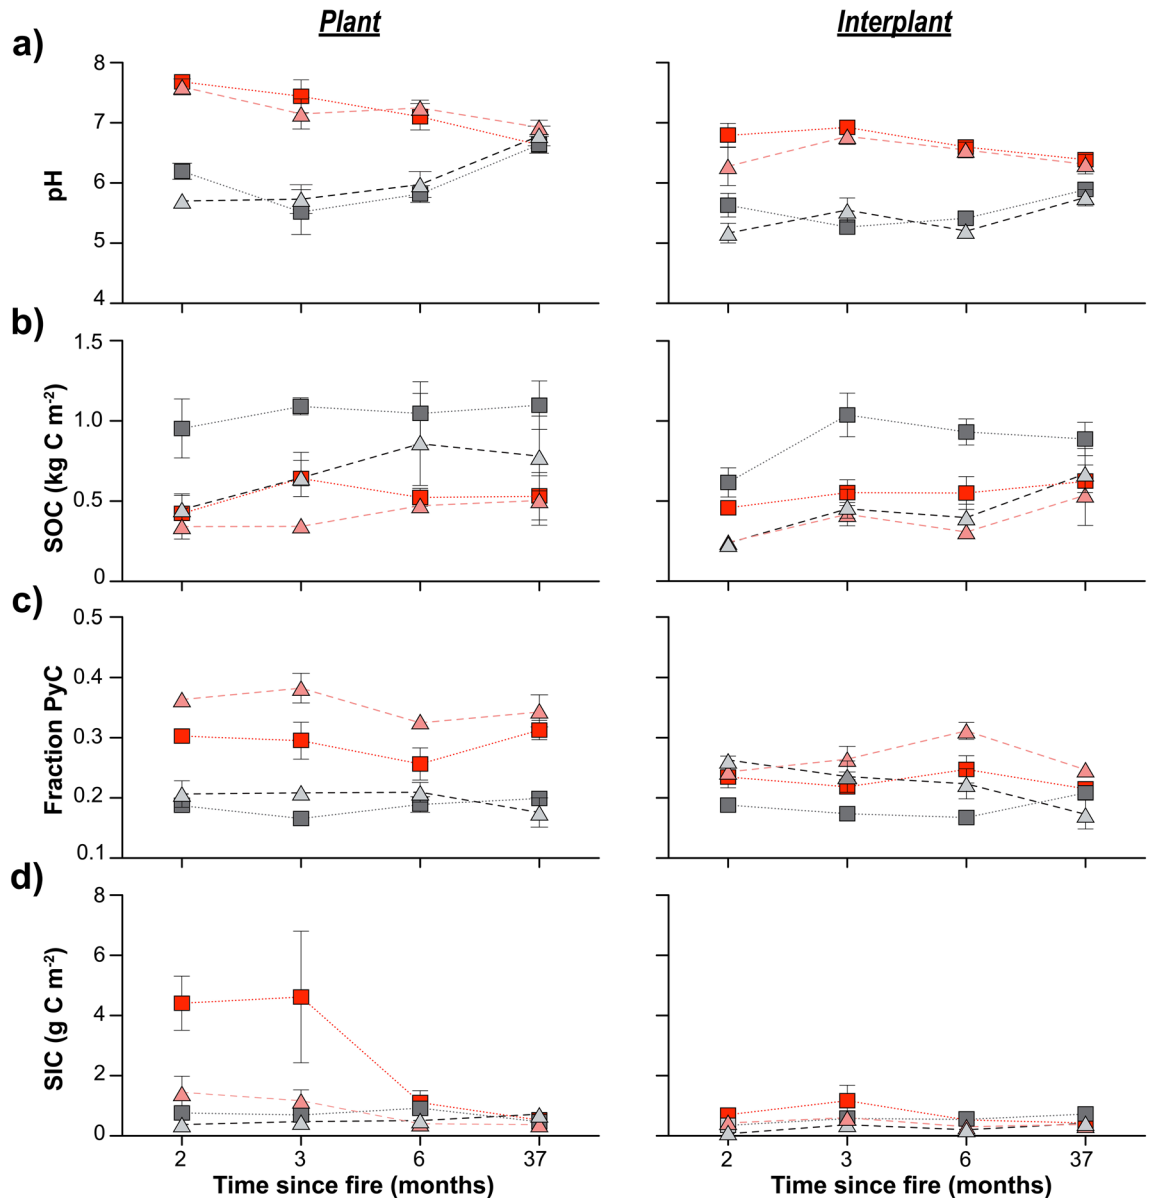 Plant
Interplant
a)
8
7
6
5
4
pH
b)
1.5
1.0
0.5
0
SOC (kg C m-2)
c)
0.5
0.4
0.3
0.2
0.1
Fraction PyC
d)
8
6
4
2
0
SIC (g C m-2)
2 3 6 37
2 3 6 37
Time since fire (months)
Time since fire (months)